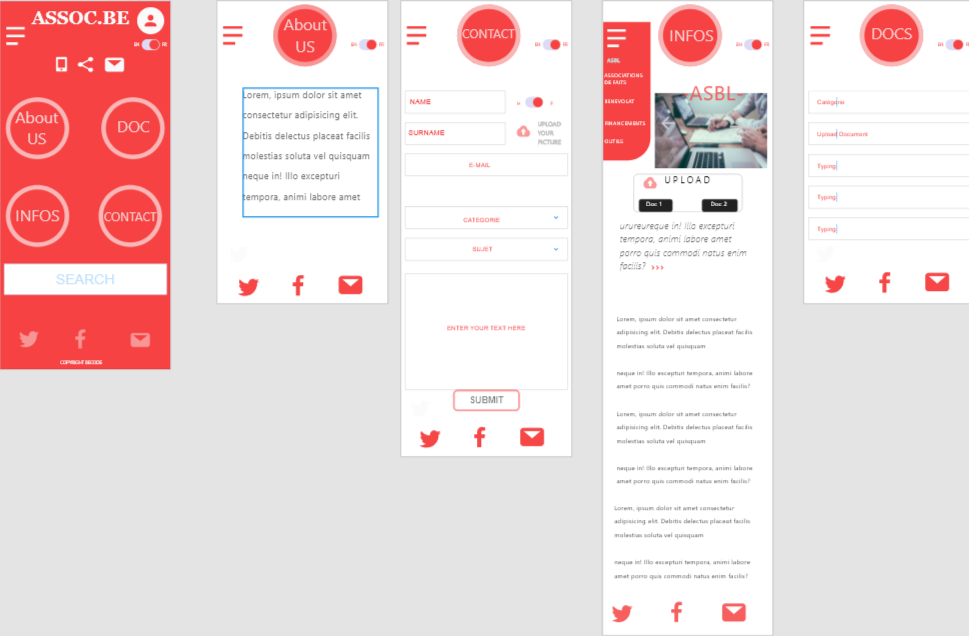 ASSOC.BE
EN
FR
About
US
DOC
INFOS
CONTACT
SEARCH
COPYRIGHT BECODE
About
US
EN
FR
Lorem, ipsum dolor sit amet
consectetur adipisicing elit.
Debitis delectus placeat facilis
molestias soluta vel quisquam
neque in! Illo excepturi
tempora, animi labore amet
CONTACT
EN
FR
NAME
SURNAME
UPLOAD
YOUR
PICTURE
E-MAIL
CATEGORIE
SUJET
ENTER YOUR TEXT HERE
SUBMIT
INFOS
EN
FR
ASBL
ASSOCIATIONS
DE FAITS
BENEVOLAT
FINANCEMENTS
OUTILS
ASBL
UPLOAD
Doc 1
Doc 2
urureureque in! Illo excepturi
tempora, animi labore amet
porro quis commodi natus enim
facilis? >>>
Lorem, ipsum dolor sit amet consectetur
adipisicing elit. Debitis delectus placeat facilis
molestias soluta vel quisquam
neque in! Illo excepturi tempora, animi labore
amet porro quis commodi natus enim facilis?
Lorem, ipsum dolor sit amet consectetur
adipisicing elit. Debitis delectus placeat facilis
molestias soluta vel quisquam
neque in! Illo excepturi tempora, animi labore
amet porro quis commodi natus enim facilis?
Lorem, ipsum dolor sit amet consectetur
adipisicing elit. Debitis delectus placeat facilis
molestias soluta vel quisquam
neque in! Illo excepturi tempora, animi labore
amet porro quis commodi natus enim facilis?
DOCS
EN
FR
Catégorie
Upload Document
Typing
Typing
Typing